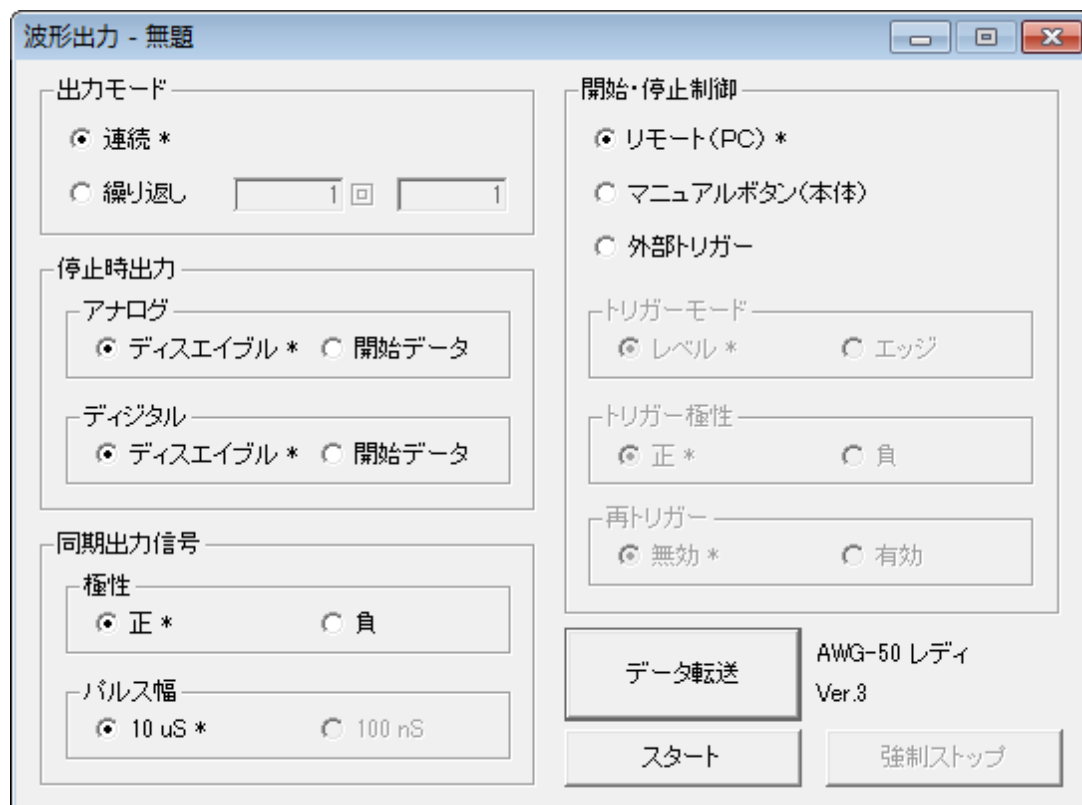 波形出力 - 無題
出力モード
連続 *
繰り返し 1 回 1
停止時出力
アナログ
ディスエイブル * 開始データ
ディジタル
ディスエイブル * 開始データ
同期出力信号
極性
正 * 負
パルス幅
10 uS * 100 nS
開始・停止制御
リモート(PC) *
マニュアルボタン(本体)
外部トリガー
トリガーモード
レベル * エッジ
トリガー極性
正 * 負
再トリガー
無効 * 有効
データ転送
AWG-50 レディ
Ver.3
スタート
強制ストップ